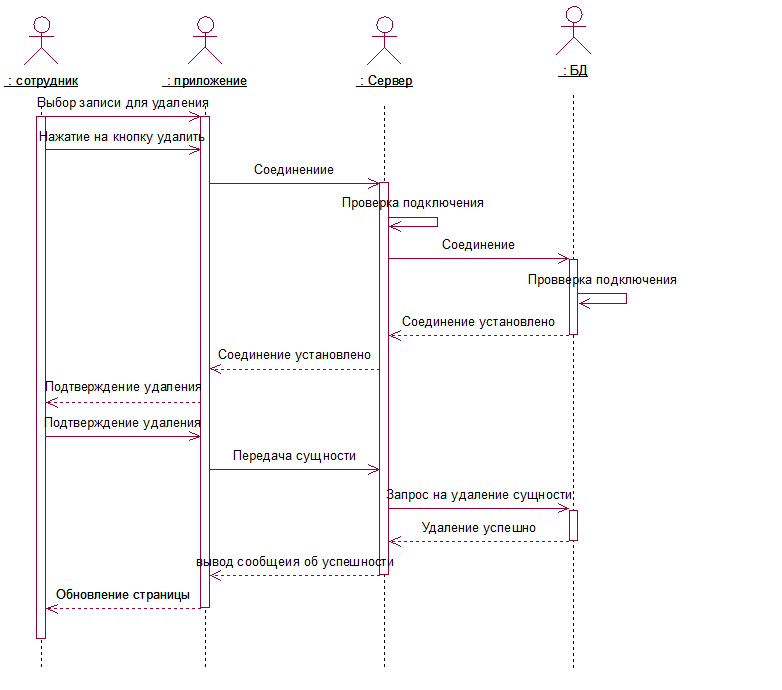 : сотрудник
: приложение
: Сервер
: БД
Выбор записи для удаления
Нажатие на кнопку удалить
Соединениие
Проверка подключения
Соединение
Провверка подключения
Соединение установлено
Соединение установлено
Подтверждение удаления
Подтверждение удаления
Передача сущности
Запрос на удаление сущности
Удаление успешно
вывод сообщеия об успешности
Обновление страницы